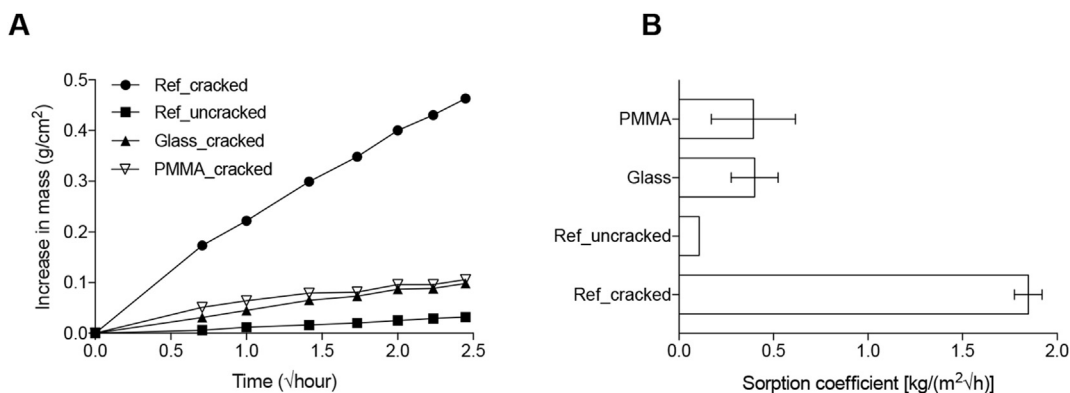 A
Increase in mass (g/cm²)
0.5
0.4
0.3
0.2
0.1
0.0
Ref_cracked
Ref_uncracked
Glass_cracked
PMMA_cracked
0.0 0.5 1.0 1.5 2.0 2.5
Time (√hour)
B
PMMA
Glass
Ref_uncracked
Ref_cracked
0.0 0.5 1.0 1.5 2.0
Sorption coefficient [kg/(m²√h)]